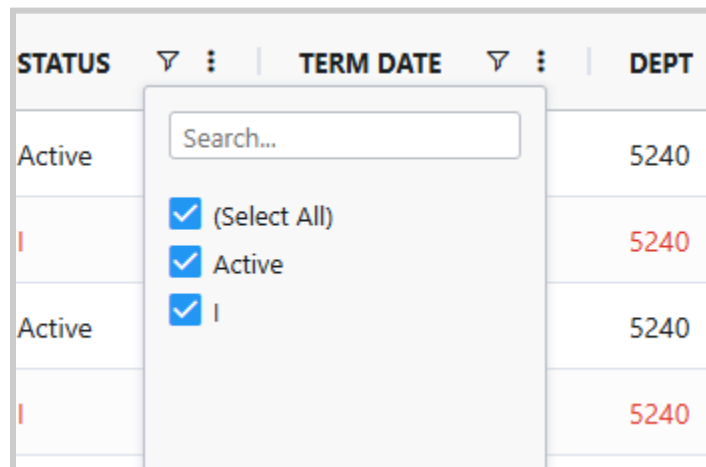 STATUS TERM DATE DEPT
Search...
Active 5240
(Select All)
I 5240
Active
I
Active 5240
I 5240